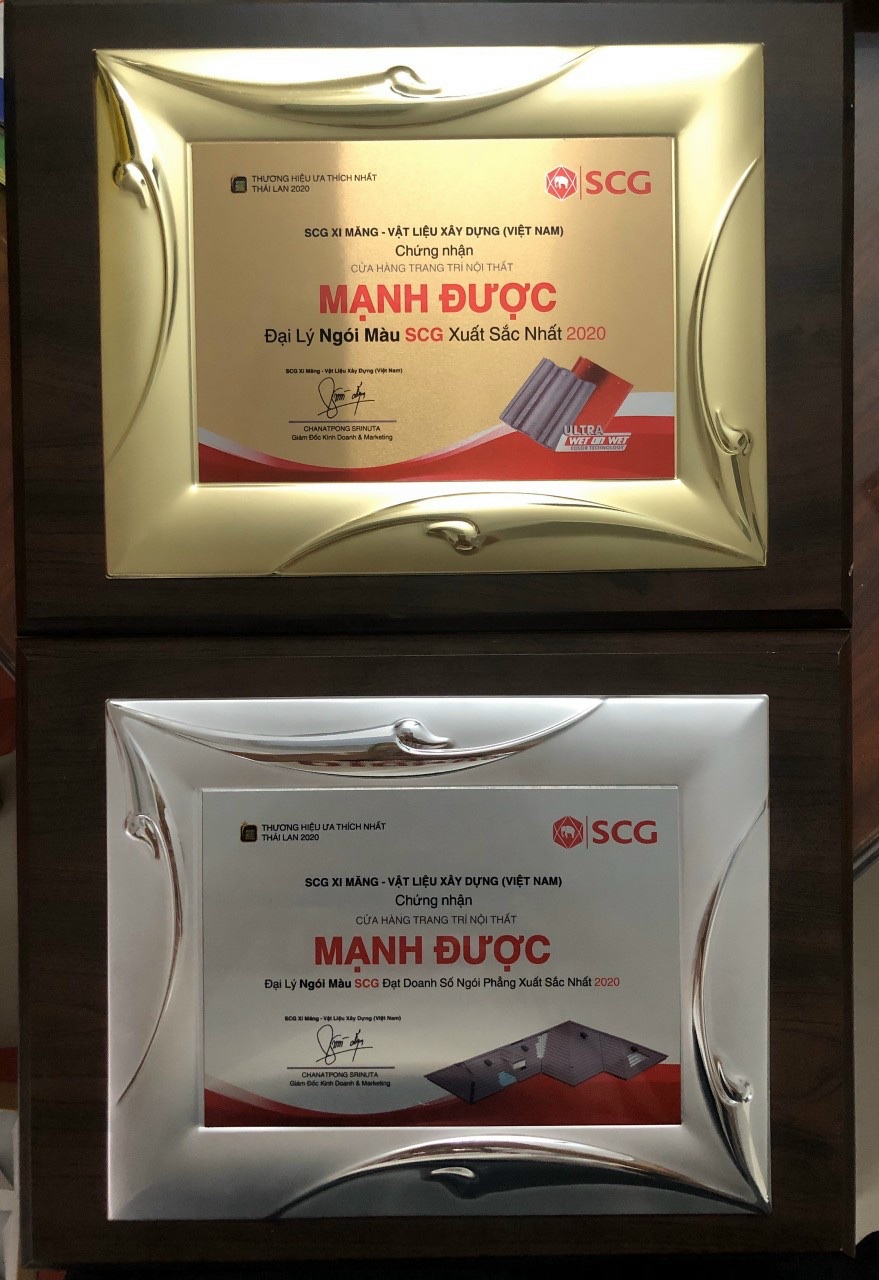 THƯƠNG HIỆU ƯA THÍCH NHẤT
THÁI LAN 2020
SCG
SCG XI MĂNG - VẬT LIỆU XÂY DỰNG (VIỆT NAM)
Chứng nhận
CỬA HÀNG TRANG TRÍ NỘI THẤT
MẠNH ĐƯỢC
Đại Lý Ngói Màu SCG Xuất Sắc Nhất 2020
SCG Xi Măng - Vật Liệu Xây Dựng (Việt Nam)
CHANATPONG SRINUTA
Giám Đốc Kinh Doanh & Marketing
ULTRA
WET ON WET
COLOR TECHNOLOGY
THƯƠNG HIỆU ƯA THÍCH NHẤT
THÁI LAN 2020
SCG
SCG XI MĂNG - VẬT LIỆU XÂY DỰNG (VIỆT NAM)
Chứng nhận
CỬA HÀNG TRANG TRÍ NỘI THẤT
MẠNH ĐƯỢC
Đại Lý Ngói Màu SCG Đạt Doanh Số Ngói Phẳng Xuất Sắc Nhất 2020
SCG Xi Măng - Vật Liệu Xây Dựng (Việt Nam)
CHANATPONG SRINUTA
Giám Đốc Kinh Doanh & Marketing